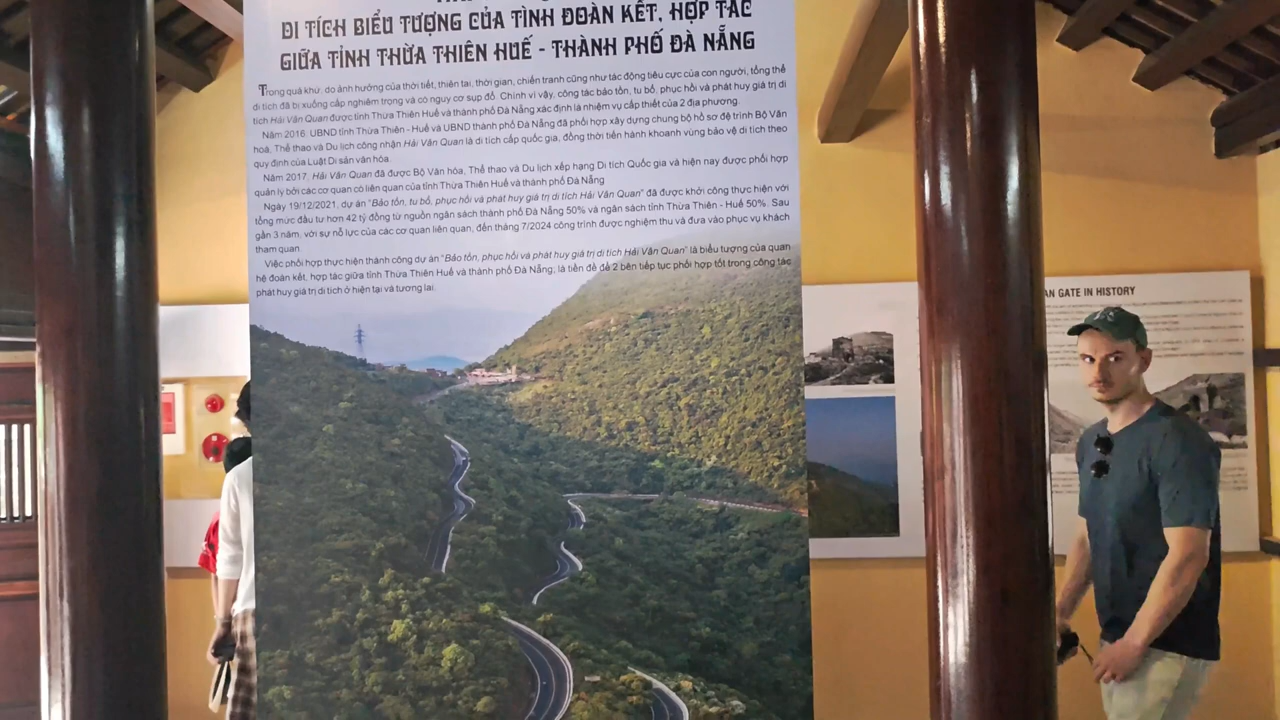 DI TÍCH BIỂU TƯỢNG CỦA TÌNH ĐOÀN KẾT, HỢP TÁC
GIỮA TỈNH THỪA THIÊN HUẾ - THÀNH PHỐ ĐÀ NẴNG
Trong quá khứ, do ảnh hưởng của thời tiết, thiên tai, thời gian, chiến tranh cũng như tác động tiêu cực của con người, tổng thể
di tích đã bị xuống cấp nghiêm trọng và có nguy cơ sụp đổ. Chính vì vậy, công tác bảo tồn, tu bổ, phục hồi và phát huy giá trị di
tích Hải Vân Quan được tỉnh Thừa Thiên Huế và thành phố Đà Nẵng xác định là nhiệm vụ cấp thiết của 2 địa phương.
Năm 2016, UBND tỉnh Thừa Thiên - Huế và UBND thành phố Đà Nẵng đã phối hợp xây dựng chung bộ hồ sơ đệ trình Bộ Văn
hoá, Thể thao và Du lịch công nhận Hải Vân Quan là di tích cấp quốc gia, đồng thời tiến hành khoanh vùng bảo vệ di tích theo
quy định của Luật Di sản văn hóa.
Năm 2017, Hải Vân Quan đã được Bộ Văn hóa, Thể thao và Du lịch xếp hạng Di tích Quốc gia và hiện nay được phối hợp
quản lý bởi các cơ quan có liên quan của tỉnh Thừa Thiên Huế và thành phố Đà Nẵng
Ngày 19/12/2021, dự án “Bảo tồn, tu bổ, phục hồi và phát huy giá trị di tích Hải Vân Quan” đã được khởi công thực hiện với
tổng mức đầu tư hơn 42 tỷ đồng từ nguồn ngân sách thành phố Đà Nẵng 50% và ngân sách tỉnh Thừa Thiên - Huế 50%. Sau
gần 3 năm, với sự nỗ lực của các cơ quan liên quan, đến tháng 7/2024 công trình được nghiệm thu và đưa vào phục vụ khách
tham quan.
Việc phối hợp thực hiện thành công dự án “Bảo tồn, phục hồi và phát huy giá trị di tích Hải Vân Quan” là biểu tượng của quan
hệ đoàn kết, hợp tác giữa tỉnh Thừa Thiên Huế và thành phố Đà Nẵng, là tiền đề để 2 bên tiếp tục phối hợp tốt trong công tác
phát huy giá trị di tích ở hiện tại và tương lai.
AN GATE IN HISTORY